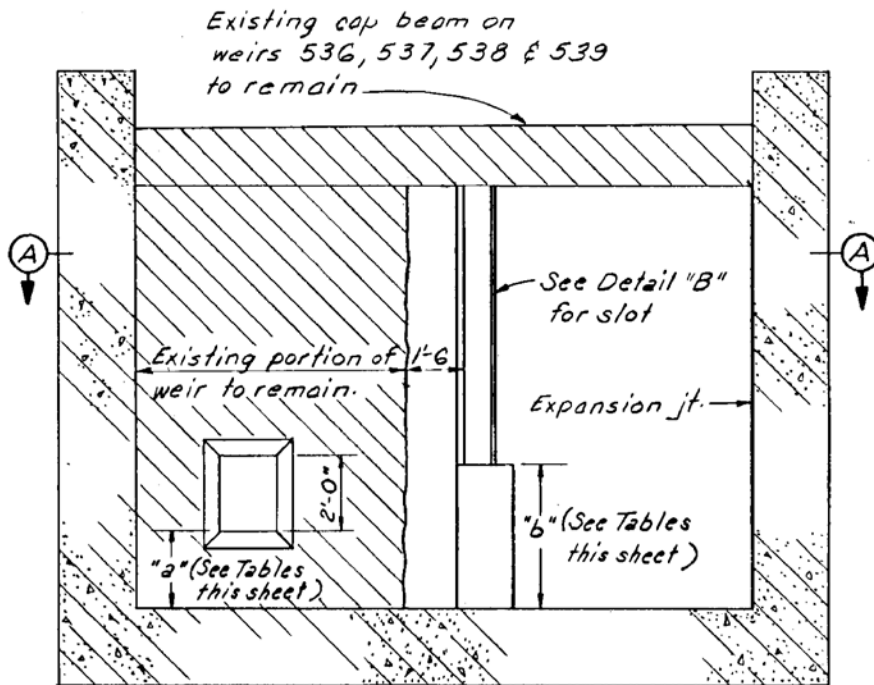 Existing cap beam on
weirs 536, 537, 538 & 539
to remain
A
A
See Detail "B"
for slot
Existing portion of
weir to remain.
1'-6
Expansion jt.
2'-0"
"a" (See Tables
this sheet)
"b" (See Tables
this sheet)